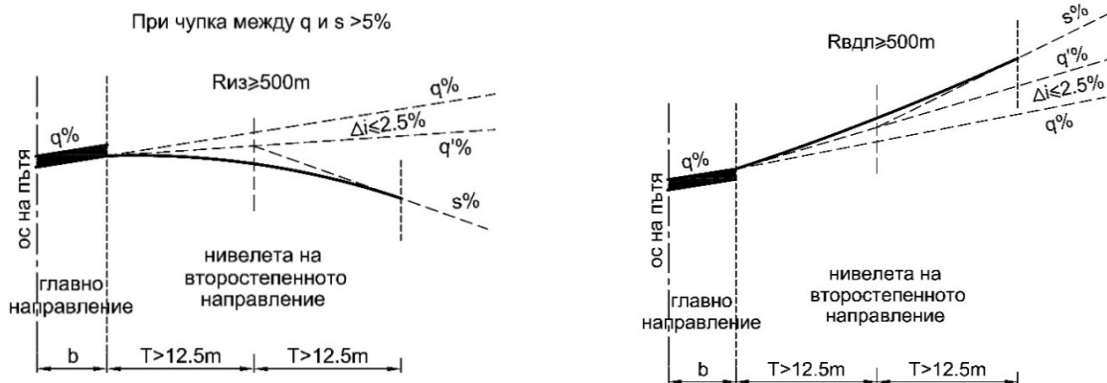 При чупка между q и s >5%
Rиз⩾500m
q%
q%
Δi⩽2.5%
q'%
s%
ос на пътя
главно
направление
нивелета на
второстепенното
направление
b
T>12.5m
T>12.5m
Rвдл⩾500m
s%
q'%
Δi⩽2.5%
q%
q%
ос на пътя
главно
направление
нивелета на
второстепенното
направление
b
T>12.5m
T>12.5m